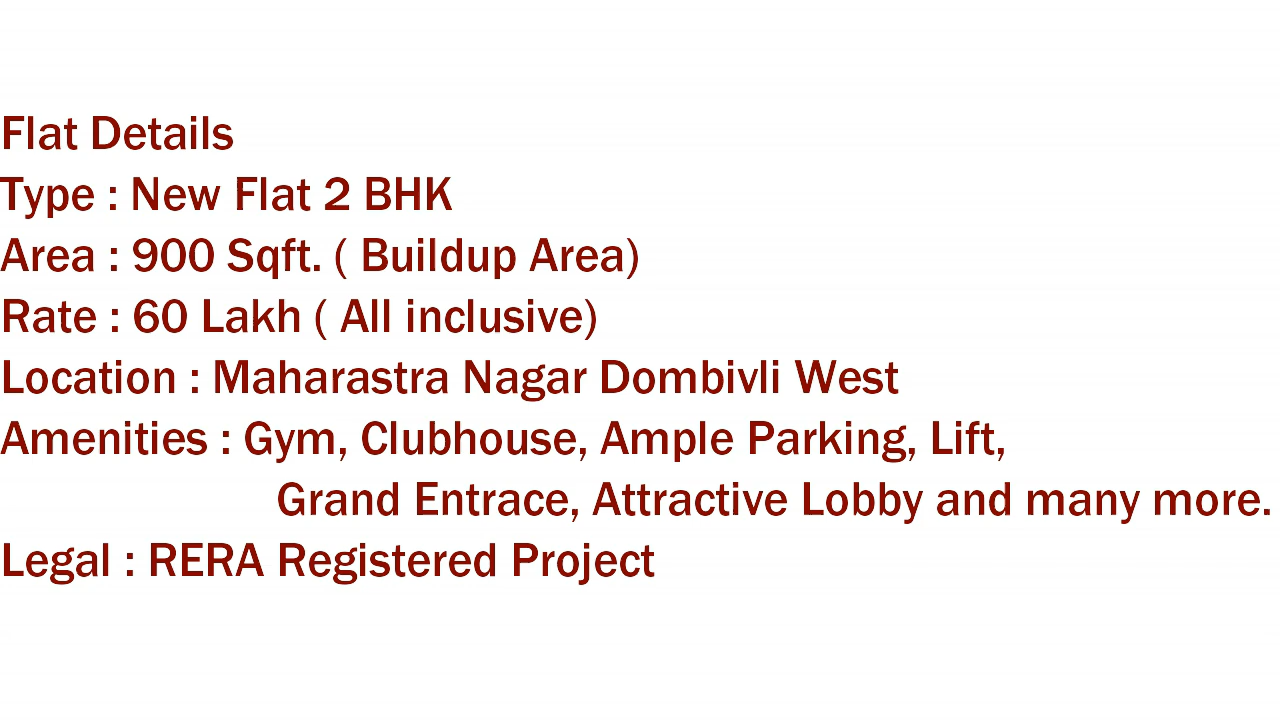 Flat Details
Type : New Flat 2 BHK
Area : 900 Sqft. ( Buildup Area)
Rate : 60 Lakh ( All inclusive)
Location : Maharastra Nagar Dombivli West
Amenities : Gym, Clubhouse, Ample Parking, Lift,
Grand Entrace, Attractive Lobby and many more.
Legal : RERA Registered Project